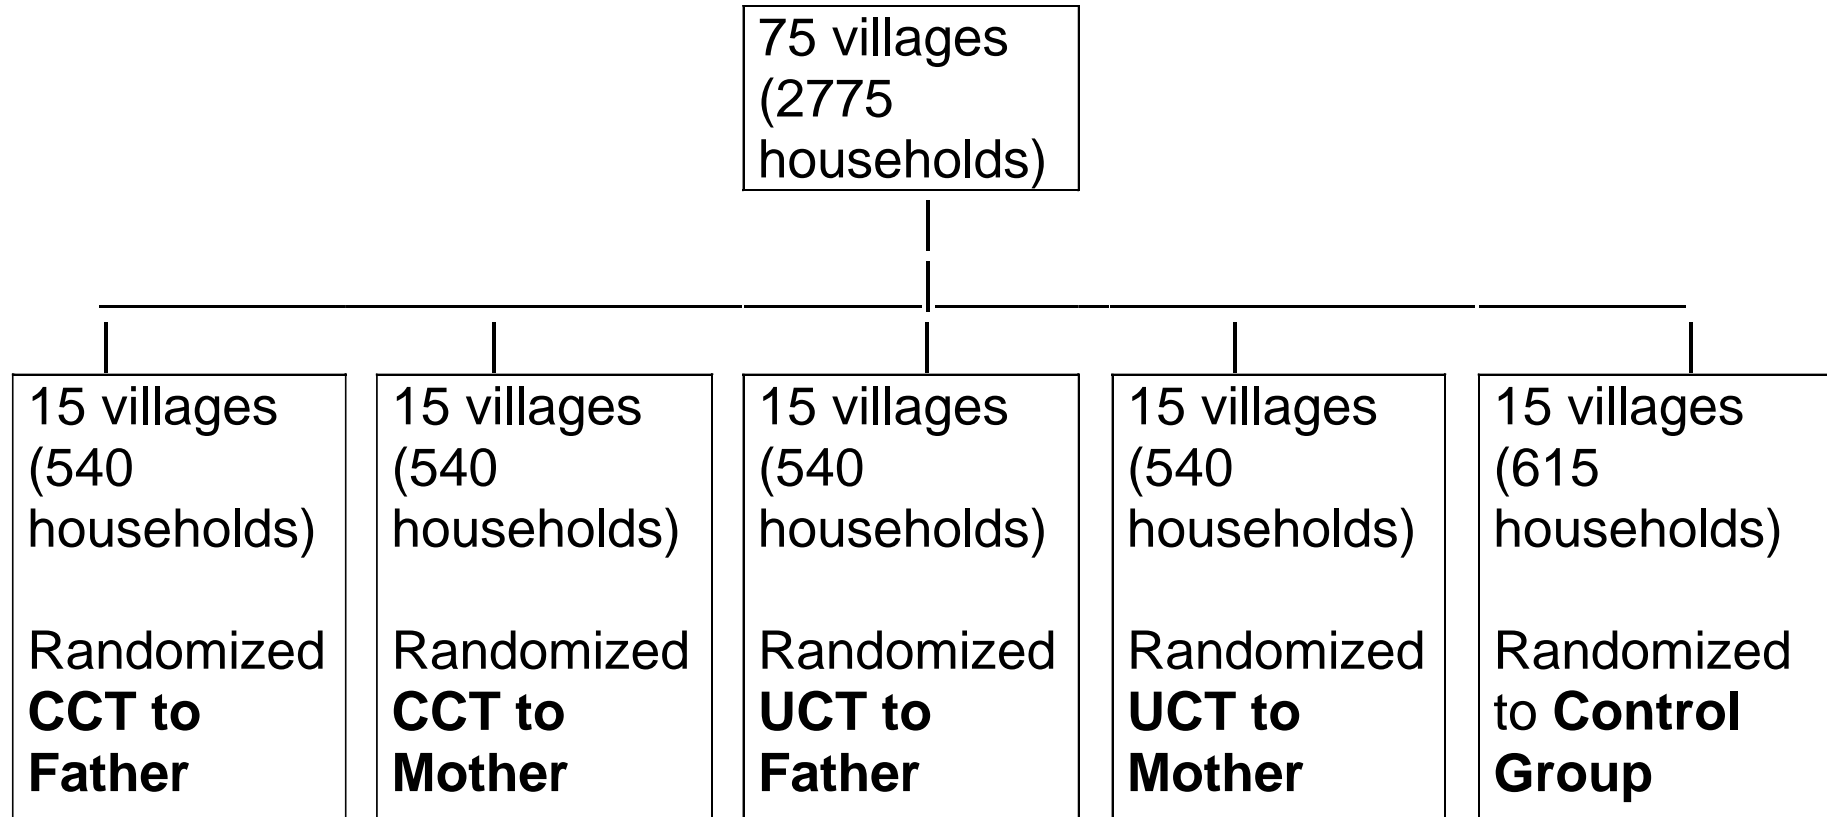 75 villages
(2775
households)
15 villages
(540
households)
Randomized
CCT to
Father
15 villages
(540
households)
Randomized
CCT to
Mother
15 villages
(540
households)
Randomized
UCT to
Father
15 villages
(540
households)
Randomized
UCT to
Mother
15 villages
(615
households)
Randomized
to Control
Group